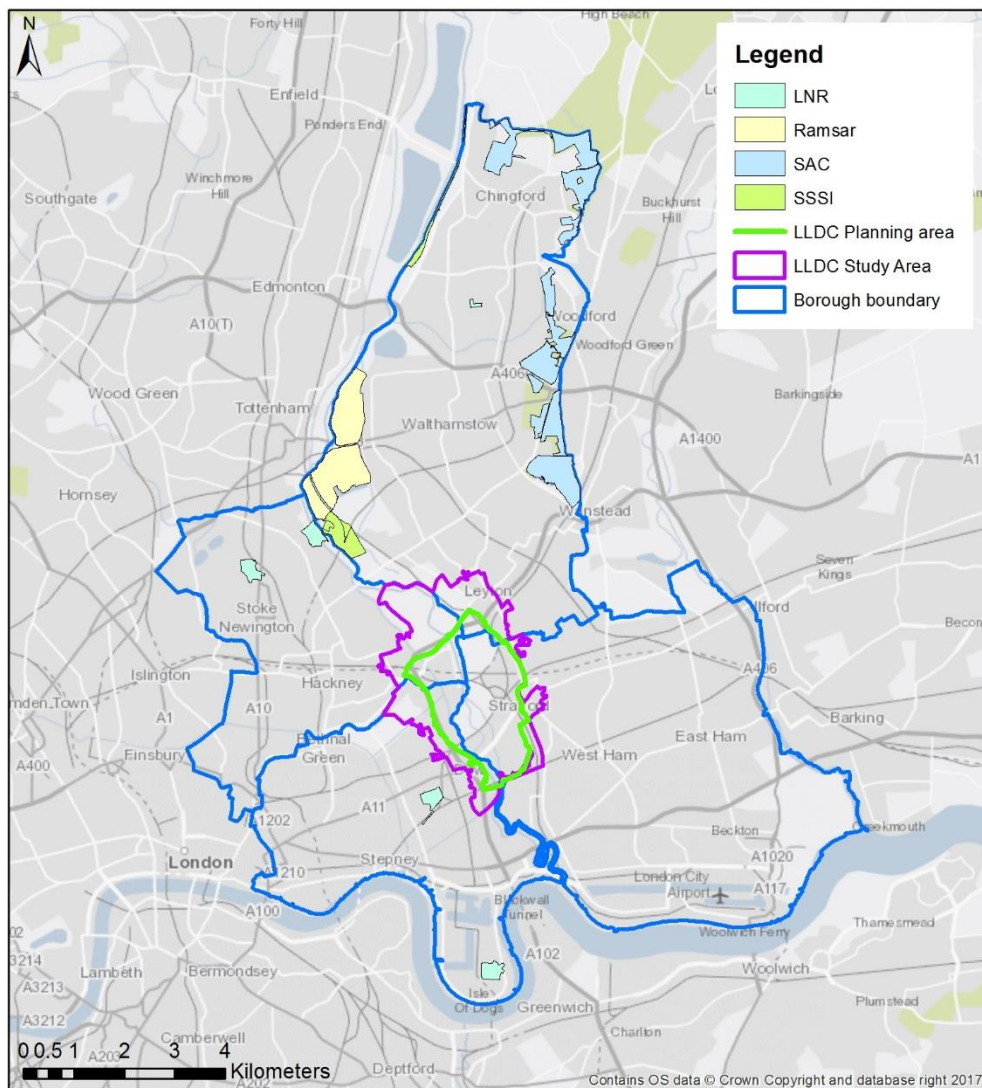 N
Forty Hill
High Beach
Enfield
Ponders End
Winchmore
Hill
Southgate
Chingford
Buckhurst
Hill
Edmonton
A10(T)
Woodford
Woodford Green
Wood Green
A406
Tottenham
Walthamstow
Barkingside
A1400
Hornsey
Wanstead
Seven
Kings
Ilford
Stoke
Newington
Leyton
Islington
Hackney
A406
Stratford
A1
A10
Barking
Finsbury
Bethnal
Green
West Ham
East Ham
A400
A11
A1202
Beckton
Creekmouth
London
Stepney
A1020
A1210
London City
Airport
A117
Blackwall
Tunnel
A100
Woolwich Ferry
Thamesmead
A102
3214
Lambeth
Bermondsey
Woolwich
A3213
Isle
Of Dogs
Greenwich
Plumstead
A3212
Charlton
Camberwell
A203
Deptford
A202
Legend
LNR
Ramsar
SAC
SSSI
LLDC Planning area
LLDC Study Area
Borough boundary
0 0.5 1 2 3 4
Kilometers
Contains OS data © Crown Copyright and database right 2017